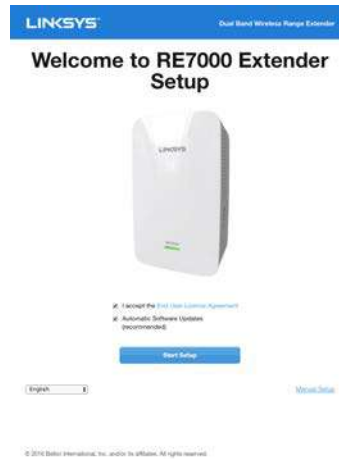 LINKSYS
Dual Band Wireless Range Extender
Welcome to RE7000 Extender
Setup
LINKSYS
I accept the End User License Agreement
Automatic Software Updates
(recommended)
Start Setup
English
Manual Setup
© 2016 Belkin International, Inc. and/or its affiliates. All rights reserved.